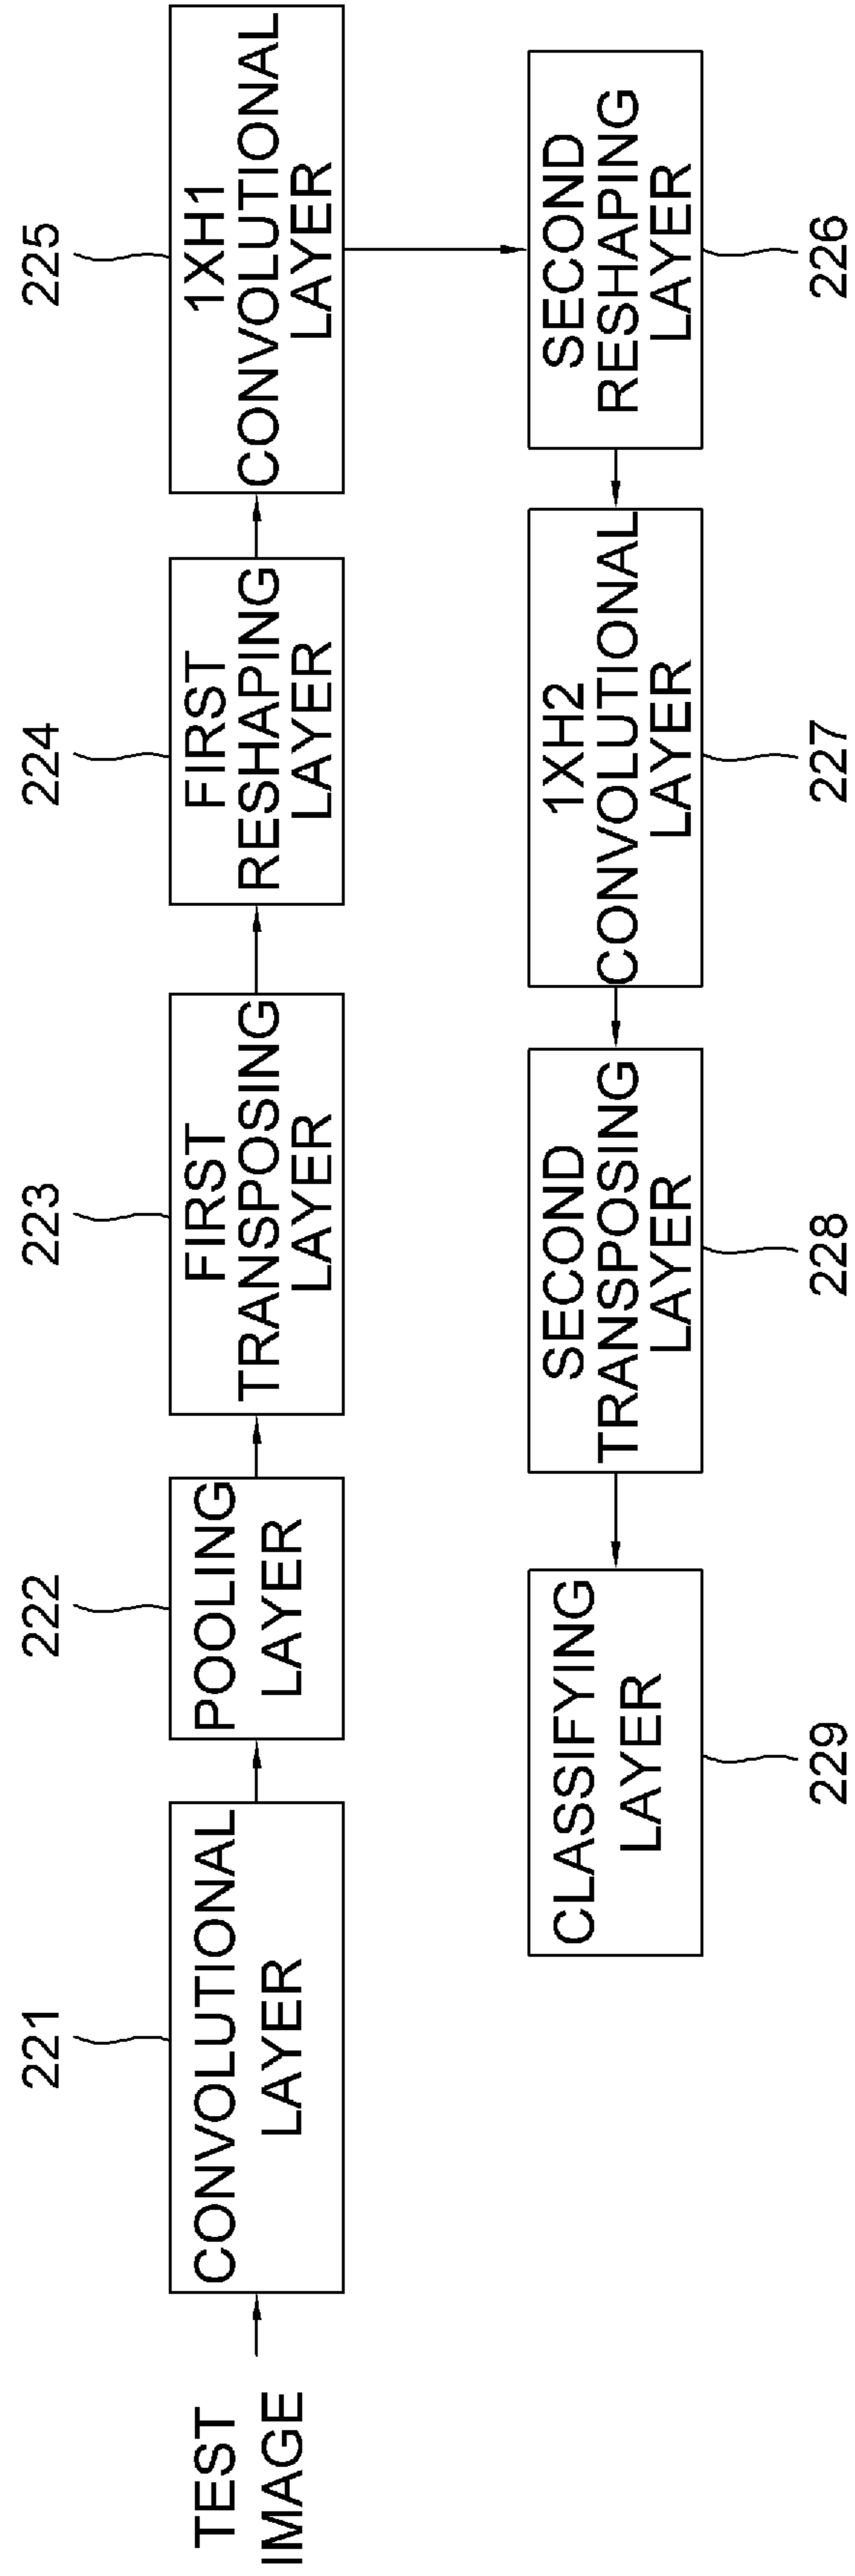 221
222
223
224
225
TEST
IMAGE
CONVOLUTIONAL
LAYER
POOLING
LAYER
FIRST
TRANSPOSING
LAYER
FIRST
RESHAPING
LAYER
1XH1
CONVOLUTIONAL
LAYER
CLASSIFYING
LAYER
SECOND
TRANSPOSING
LAYER
1XH2
CONVOLUTIONAL
LAYER
SECOND
RESHAPING
LAYER
229
228
227
226